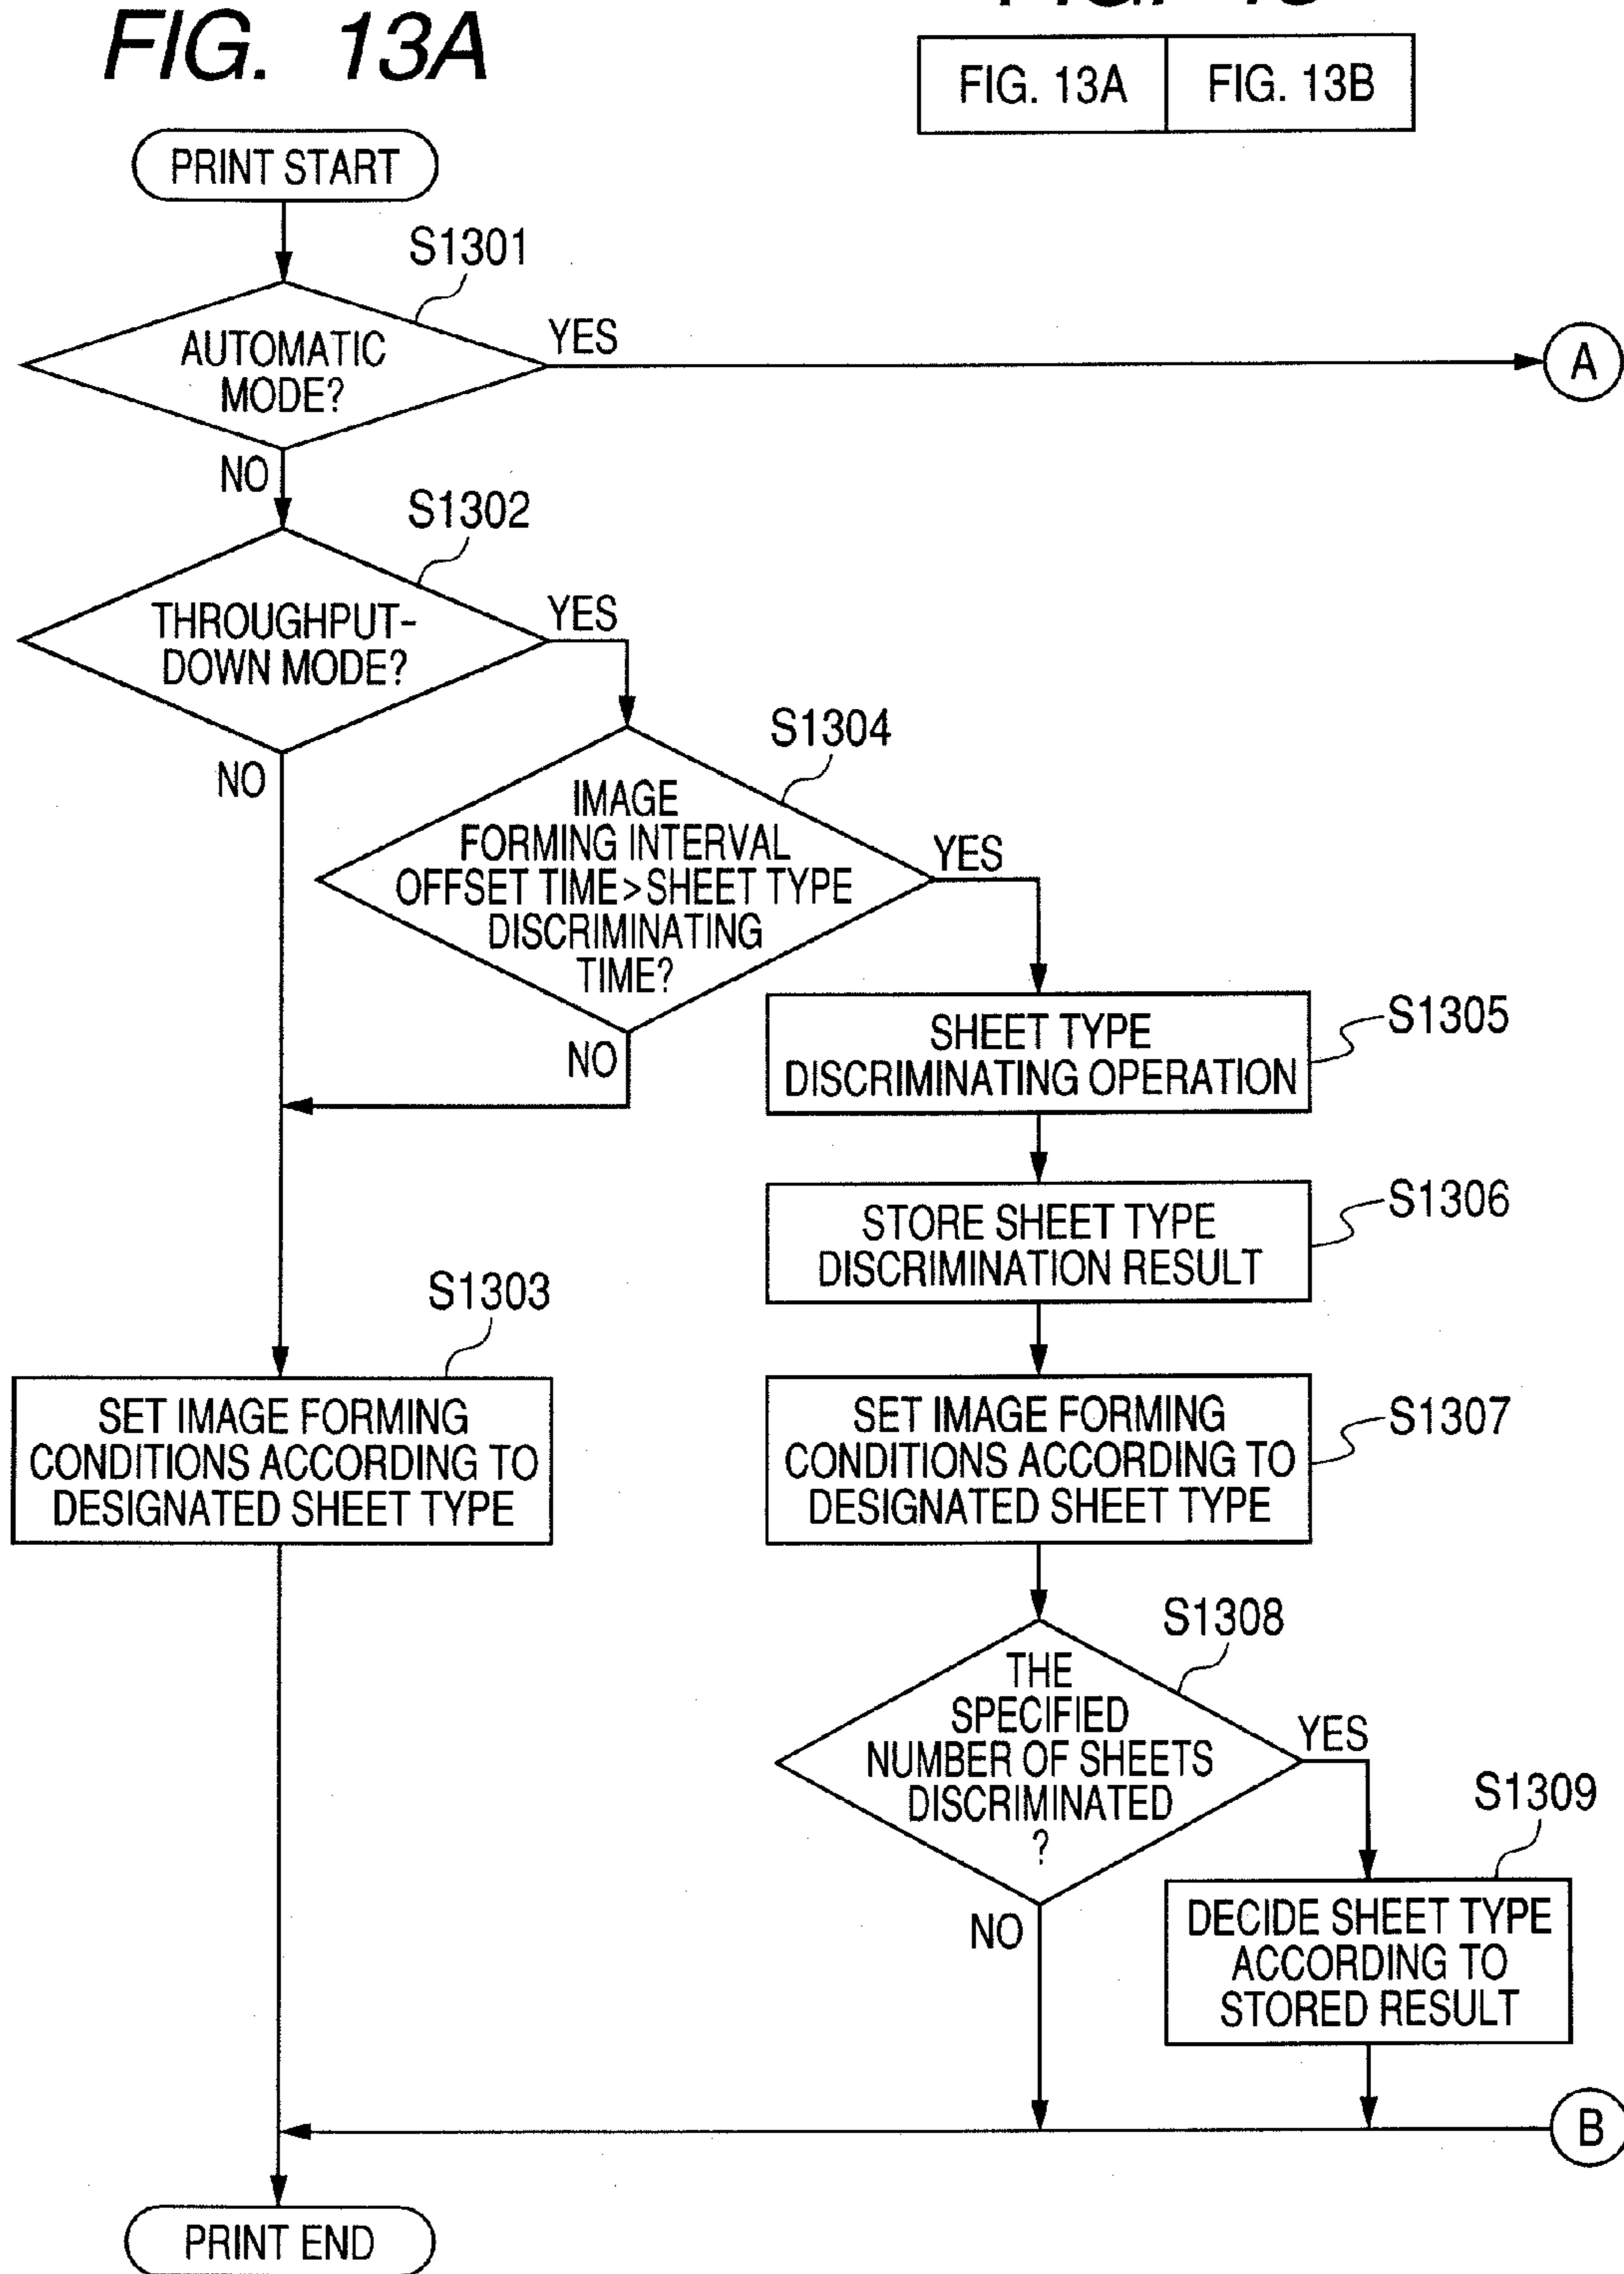 FIG. 13A
FIG. 13A
FIG. 13B
PRINT START
S1301
AUTOMATIC
MODE?
YES
A
NO
S1302
THROUGHPUT-
DOWN MODE?
YES
NO
S1304
IMAGE
FORMING INTERVAL
OFFSET TIME>SHEET TYPE
DISCRIMINATING
TIME?
YES
NO
SHEET TYPE
DISCRIMINATING OPERATION
S1305
STORE SHEET TYPE
DISCRIMINATION RESULT
S1306
S1303
SET IMAGE FORMING
CONDITIONS ACCORDING TO
DESIGNATED SHEET TYPE
SET IMAGE FORMING
CONDITIONS ACCORDING TO
DESIGNATED SHEET TYPE
S1307
S1308
THE
SPECIFIED
NUMBER OF SHEETS
DISCRIMINATED
?
YES
NO
S1309
DECIDE SHEET TYPE
ACCORDING TO
STORED RESULT
B
PRINT END